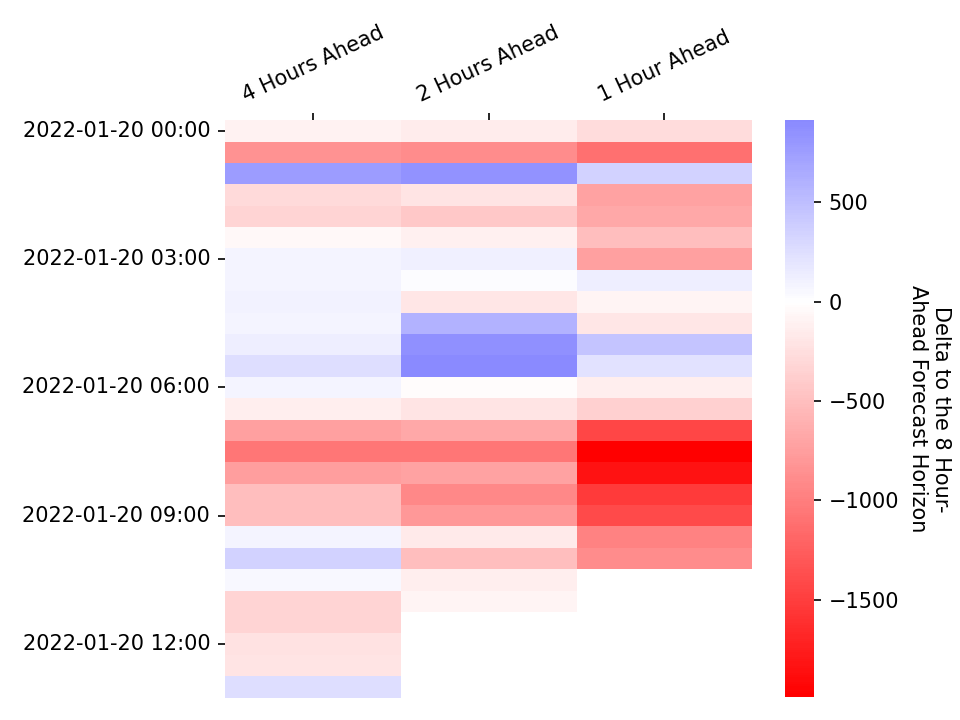 4 Hours Ahead
2 Hours Ahead
1 Hour Ahead
2022-01-20 00:00
2022-01-20 03:00
2022-01-20 06:00
2022-01-20 09:00
2022-01-20 12:00
500
0
−500
−1000
−1500
Delta to the 8 Hour-
Ahead Forecast Horizon